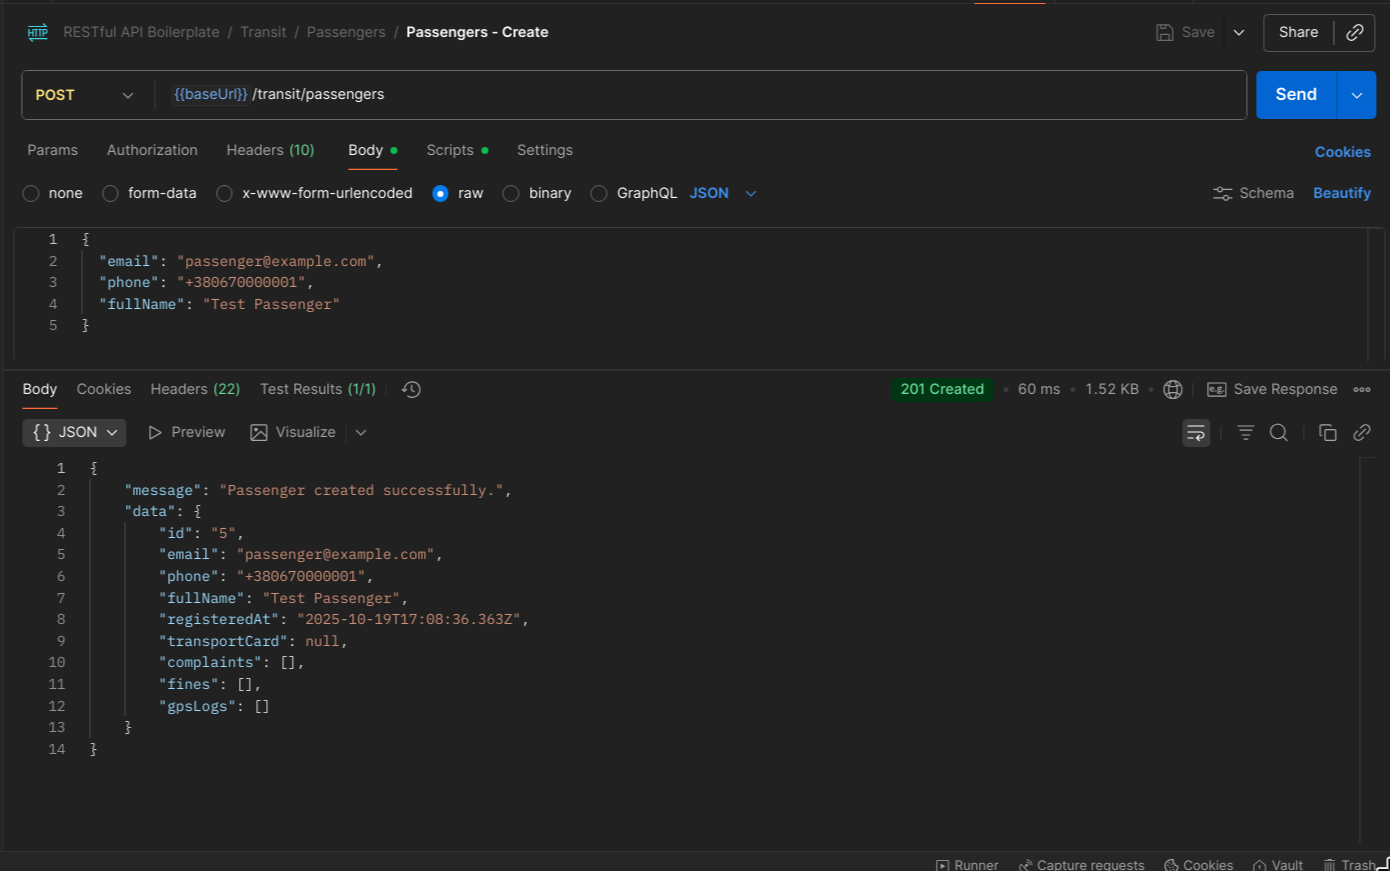 HTTP RESTful API Boilerplate / Transit / Passengers / Passengers - Create Save Share
POST {{baseUrl}} /transit/passengers Send
Params Authorization Headers (10) Body Scripts Settings Cookies
none form-data x-www-form-urlencoded raw binary GraphQL JSON Schema Beautify
1 {
2 "email": "passenger@example.com",
3 "phone": "+380670000001",
4 "fullName": "Test Passenger"
5 }
Body Cookies Headers (22) Test Results (1/1) 201 Created • 60 ms • 1.52 KB • e.g. Save Response
{} JSON Preview Visualize
1 {
2 "message": "Passenger created successfully.",
3 "data": {
4 "id": "5",
5 "email": "passenger@example.com",
6 "phone": "+380670000001",
7 "fullName": "Test Passenger",
8 "registeredAt": "2025-10-19T17:08:36.363Z",
9 "transportCard": null,
10 "complaints": [],
11 "fines": [],
12 "gpsLogs": []
13 }
14 }
Runner Capture requests Cookies Vault Trash